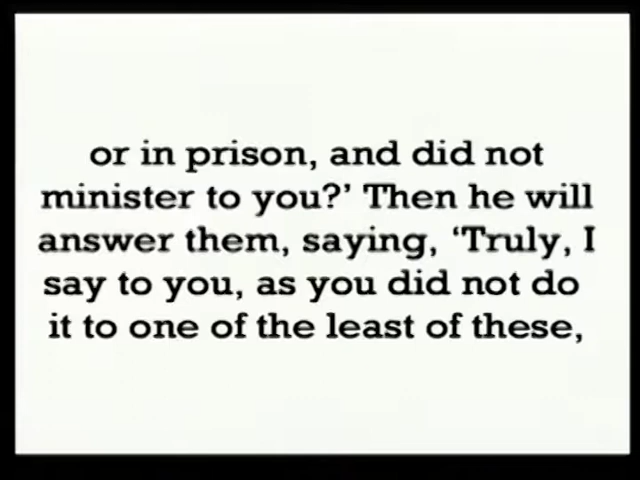 or in prison, and did not
minister to you?’ Then he will
answer them, saying, ‘Truly, I
say to you, as you did not do
it to one of the least of these,